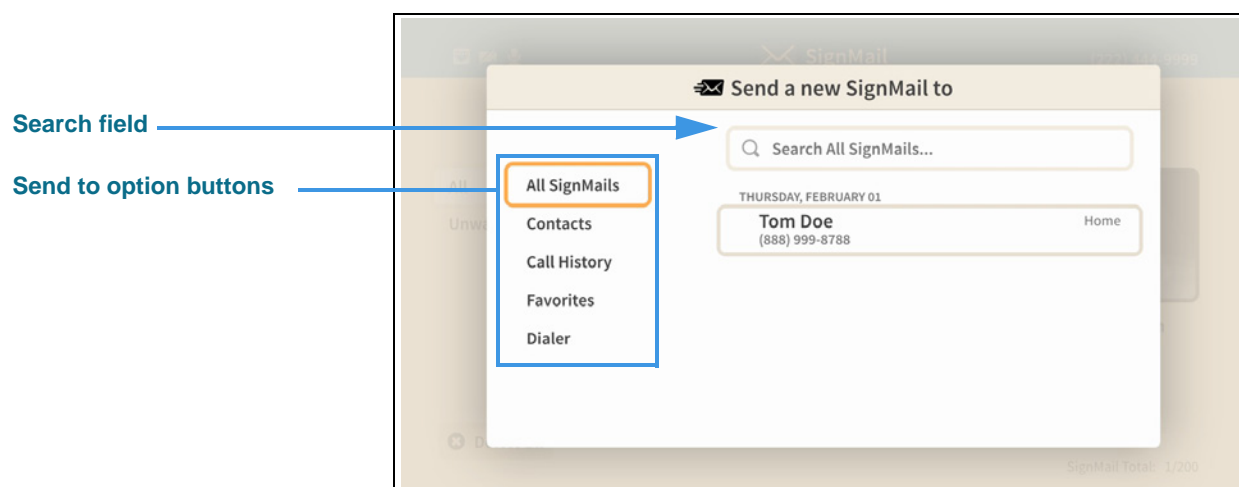 SignMail
Send a new SignMail to
Search field
Search All SignMails...
Send to option buttons
All
All SignMails
THURSDAY, FEBRUARY 01
Tom Doe
Home
(888) 999-8788
Contacts
Call History
Favorites
Dialer
SignMail Total: 1/200